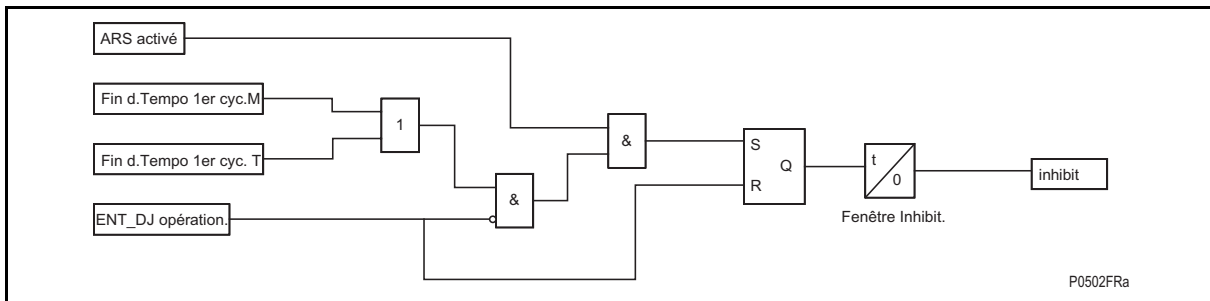 ARS activé
Fin d.Tempo 1er cyc.M
1
Fin d.Tempo 1er cyc. T
&
&
ENT_DJ opération.
S
Q
R
t
0
inhibit
Fenêtre Inhibit.
P0502FRa